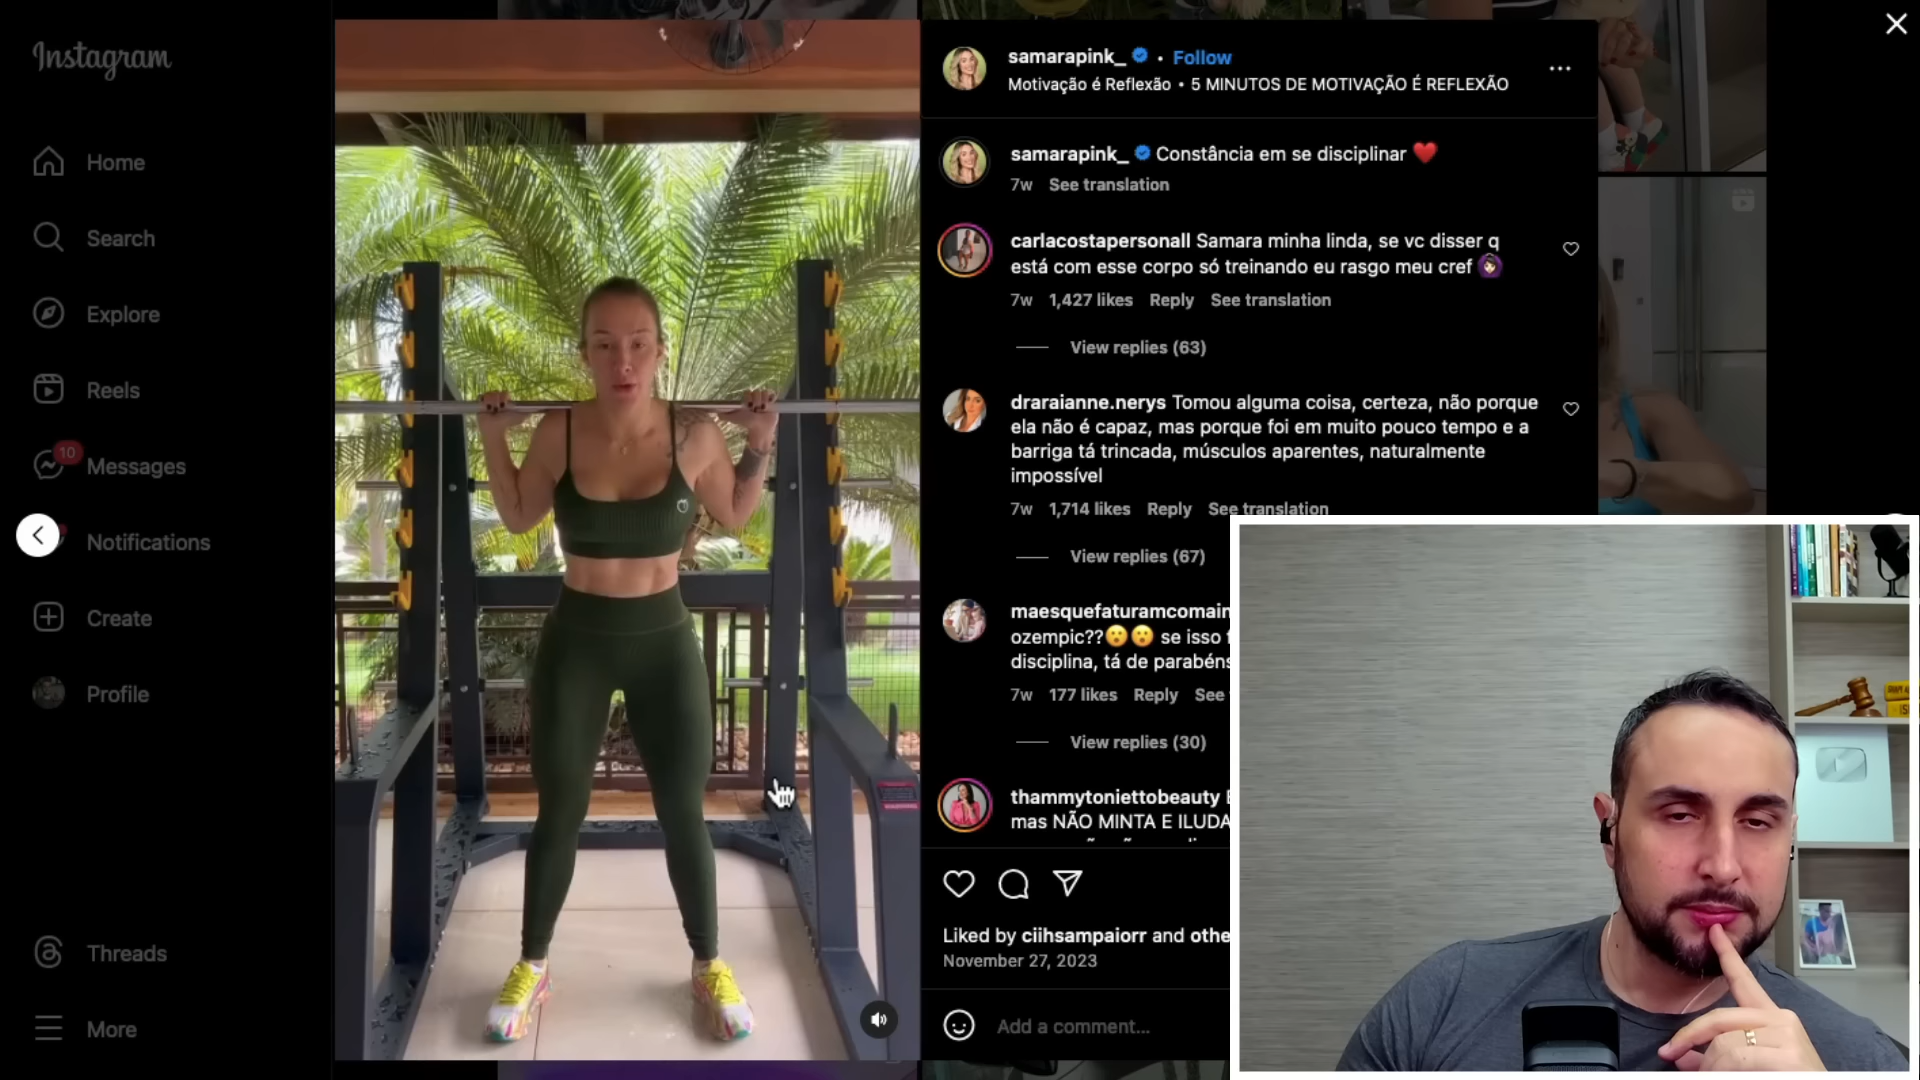 Instagram
Home
Search
Explore
Reels
10
Messages
Notifications
Create
Profile
Threads
More
samarapink_ • Follow
Motivação é Reflexão • 5 MINUTOS DE MOTIVAÇÃO É REFLEXÃO
samarapink_ Constância em se disciplinar ❤️
7w See translation
carlacostapersonall Samara minha linda, se vc disser q
está com esse corpo só treinando eu rasgo meu cref
7w 1,427 likes Reply See translation
View replies (63)
draraianne.nerys Tomou alguma coisa, certeza, não porque
ela não é capaz, mas porque foi em muito pouco tempo e a
barriga tá trincada, músculos aparentes, naturalmente
impossível
7w 1,714 likes Reply See translation
View replies (67)
maesquefaturamcomain
ozempic??😮😮 se isso
disciplina, tá de parabéns
7w 177 likes Reply See
View replies (30)
thammytoniettobeauty
mas NÃO MINTA E ILUDA
Liked by ciihsampaiorr and othe
November 27, 2023
Add a comment...